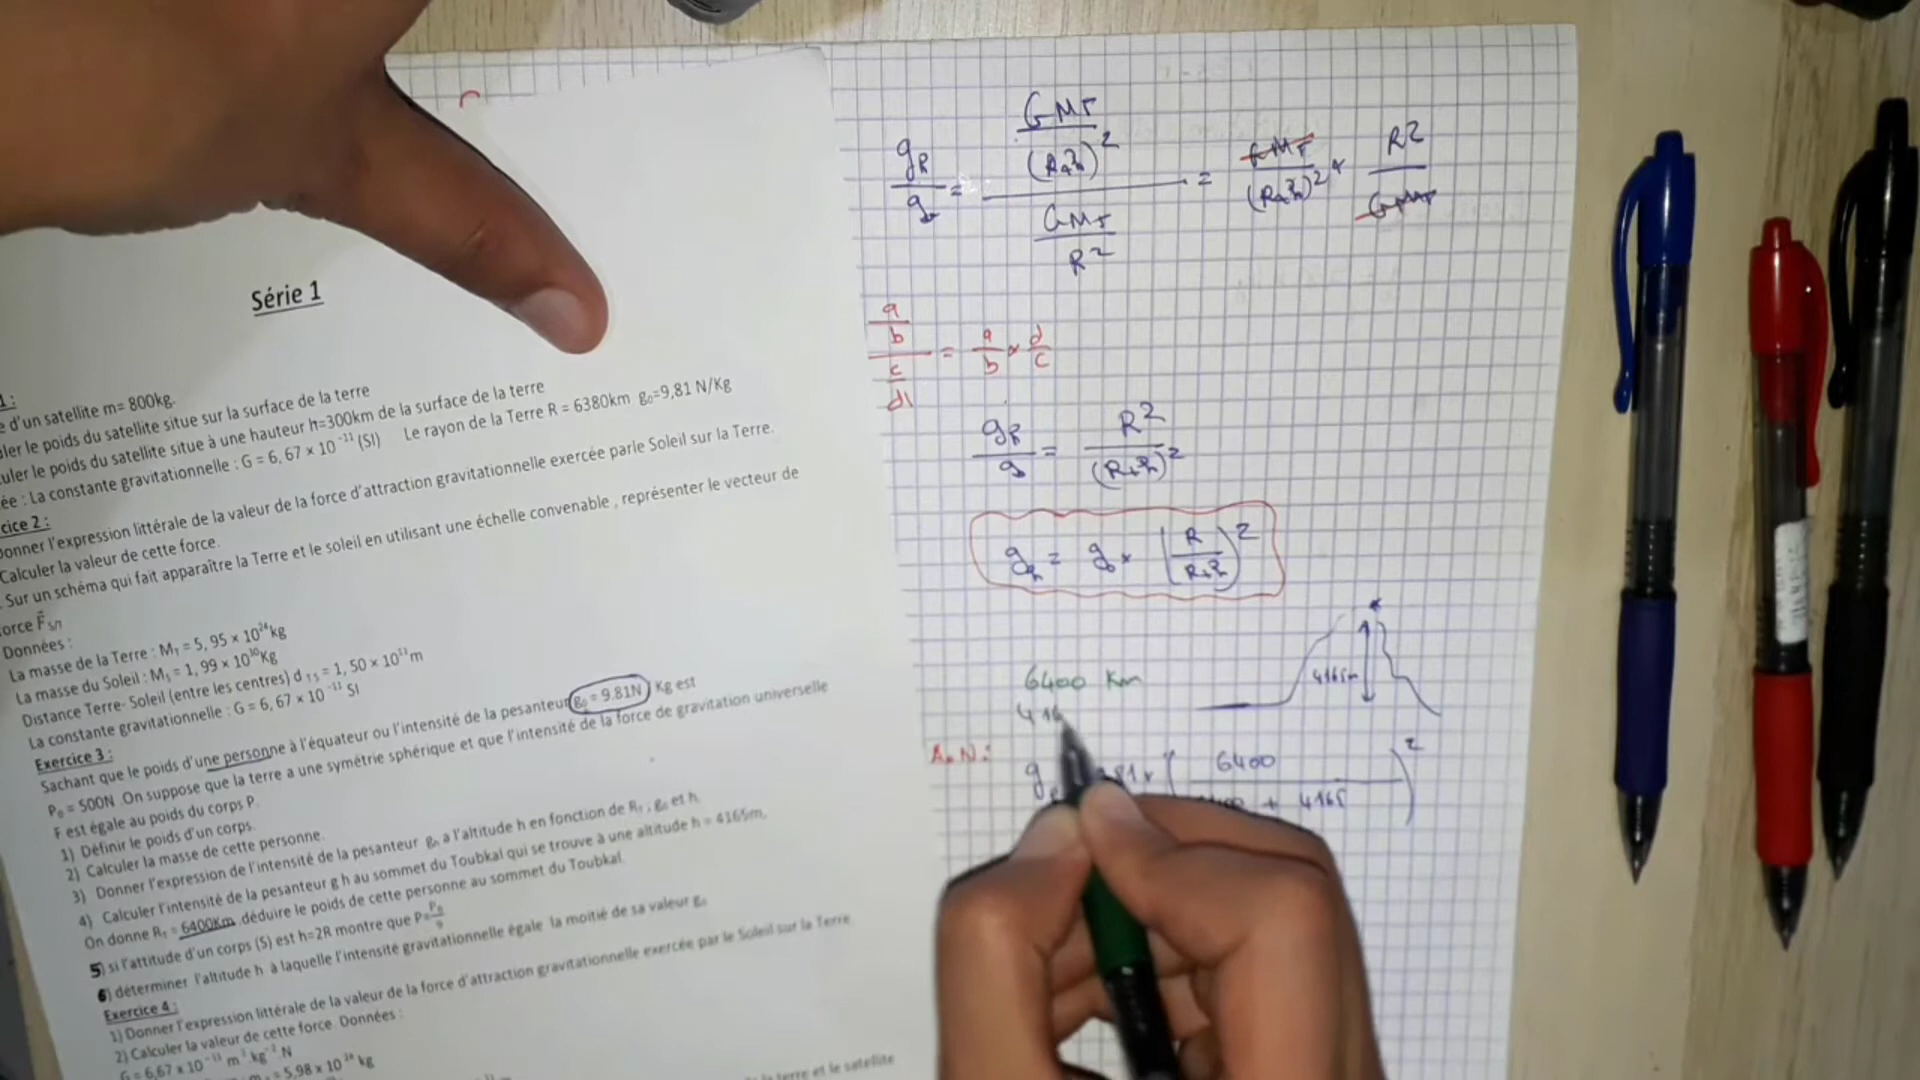 Série 1
1 :
e d'un satellite m= 800kg.
ler le poids du satellite situe sur la surface de la terre
uler le poids du satellite situe à une hauteur h=300km de la surface de la terre
ée : La constante gravitationnelle : G = 6, 67 × 10⁻¹¹ (SI) Le rayon de la Terre R = 6380km g₀=9,81 N/Kg
cice 2 :
Donner l'expression littérale de la valeur de la force d'attraction gravitationnelle exercée parle Soleil sur la Terre.
Calculer la valeur de cette force.
. Sur un schéma qui fait apparaître la Terre et le soleil en utilisant une échelle convenable , représenter le vecteur de
force F⃗
Données :
La masse de la Terre : M_T = 5, 95 × 10²⁴kg
La masse du Soleil : M_S = 1, 99 × 10³⁰Kg
Distance Terre- Soleil (entre les centres) d_TS = 1, 50 × 10¹¹m
La constante gravitationnelle : G = 6, 67 × 10⁻¹¹ SI
Exercice 3 :
Sachant que le poids d'une personne à l'équateur ou l'intensité de la pesanteur g₀ = 9.81N / Kg est
P₀ = 500N .On suppose que la terre a une symétrie sphérique et que l'intensité de la force de gravitation universelle
F est égale au poids du corps P.
1) Définir le poids d'un corps.
2) Calculer la masse de cette personne.
3) Donner l'expression de l'intensité de la pesanteur g_h a l'altitude h en fonction de R_T ; g₀ et h.
4) Calculer l'intensité de la pesanteur g h au sommet du Toubkal qui se trouve à une altitude h = 4165m,
On donne R_T = 6400Km .déduire le poids de cette personne au sommet du Toubkal.
5) si l'attitude d'un corps (S) est h=2R montre que P=P₀/9
6) déterminer l'altitude h à laquelle l'intensité gravitationnelle égale la moitié de sa valeur g₀
Exercice 4 :
1) Donner l'expression littérale de la valeur de la force d'attraction gravitationnelle exercée par le Soleil sur la Terre
2) Calculer la valeur de cette force. Données :
G = 6,67 × 10⁻¹¹ m².kg⁻².N
= 5,98 × 10²⁴ kg
la terre et le satellite
g_h / g₀ = (GM_T / (R+h)²) / (GM_T / R²) = GM_T / (R+h)² × R² / GM_T
(a/b) / (c/d) = a/b × d/c
g_h / g₀ = R² / (R+h)²
g_h = g₀ × (R / (R+h))²
4165m
6400 Km
416
A.N:
81 × ( 6400 / + 4165 )²